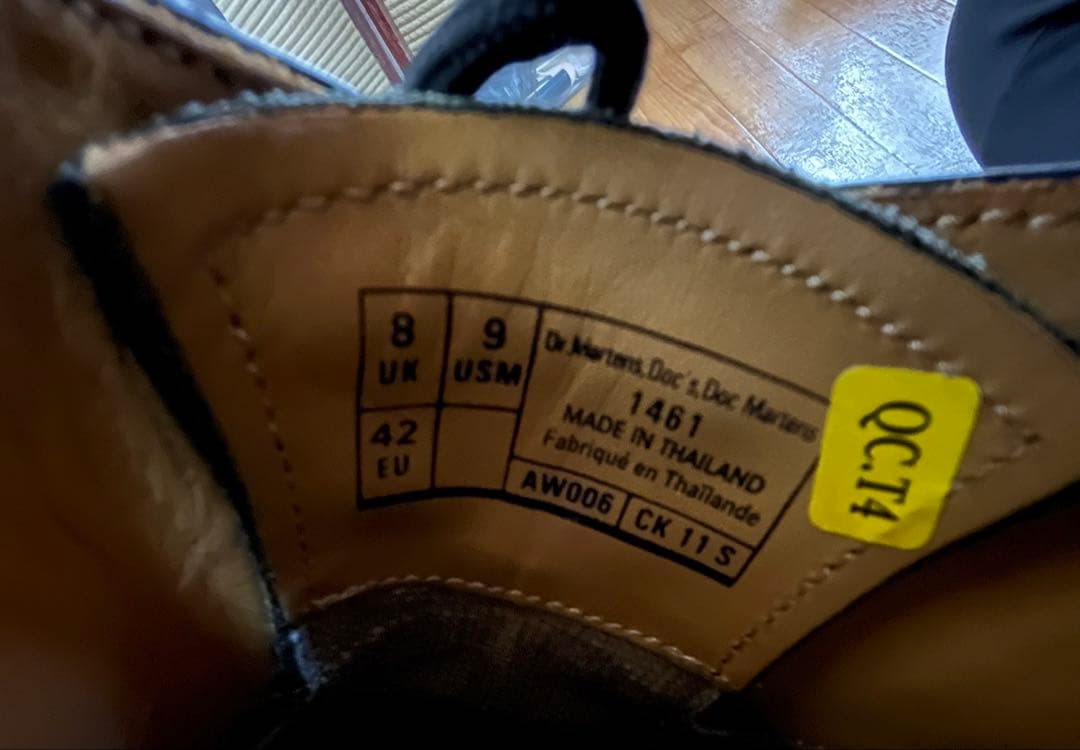 8
UK
9
USM
42
EU
Dr.Martens,Doc's,Doc Martens
1461
MADE IN THAILAND
Fabriqué en Thaïlande
AW006
CK 11 S
QC.T4